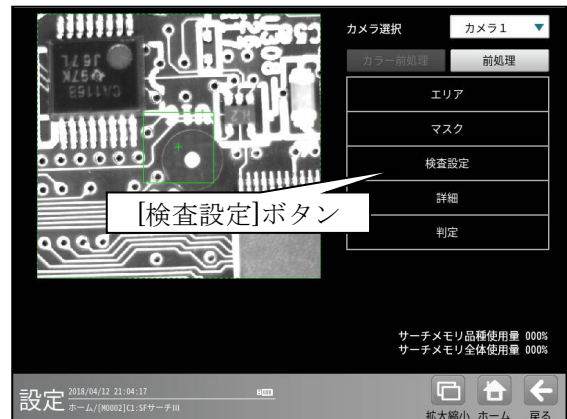 カメラ選択
カメラ1
カラー前処理
前処理
エリア
マスク
検査設定
詳細
判定
[検査設定]ボタン
サーチメモリ品種使用量 000%
サーチメモリ全体使用量 000%
設定
2018/04/12 21:04:17
ホーム/[M0002]C1:SFサーチIII
拡大縮小
ホーム
戻る